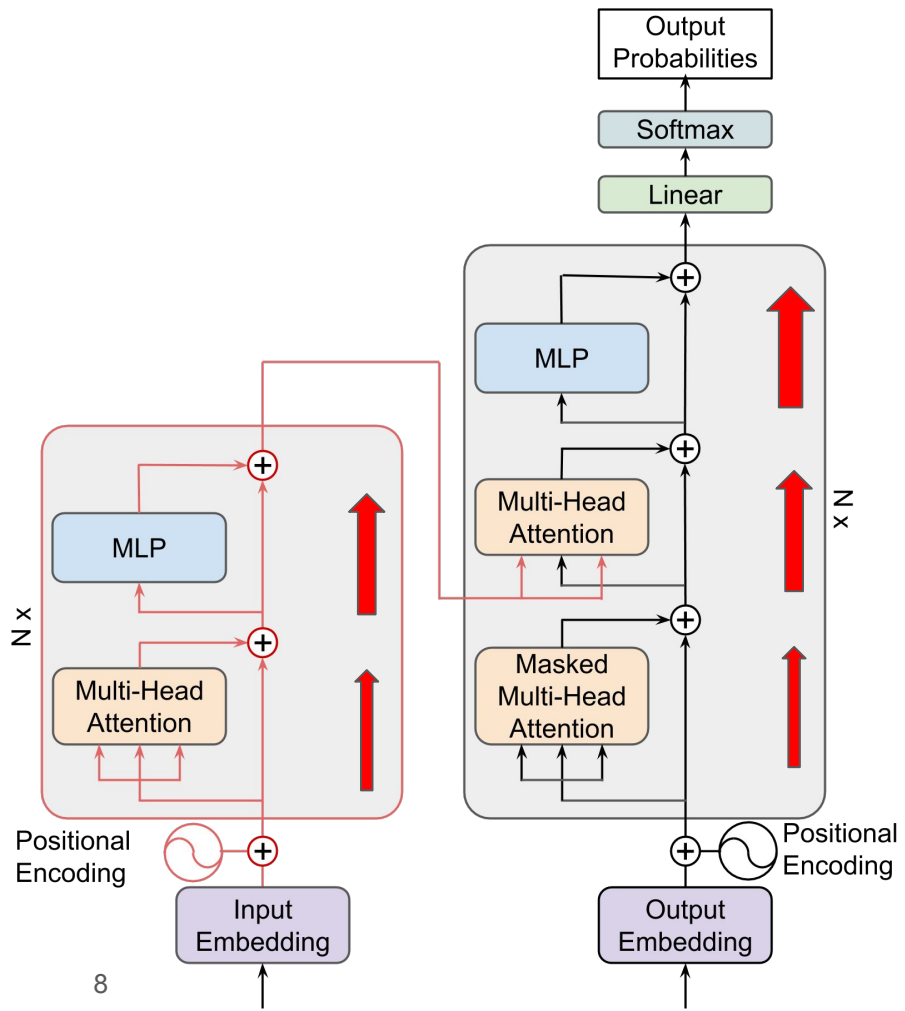 Output
Probabilities
Softmax
Linear
MLP
Multi-Head
Attention
N x
Masked
Multi-Head
Attention
Positional
Encoding
Output
Embedding
MLP
Multi-Head
Attention
N x
Positional
Encoding
Input
Embedding
8